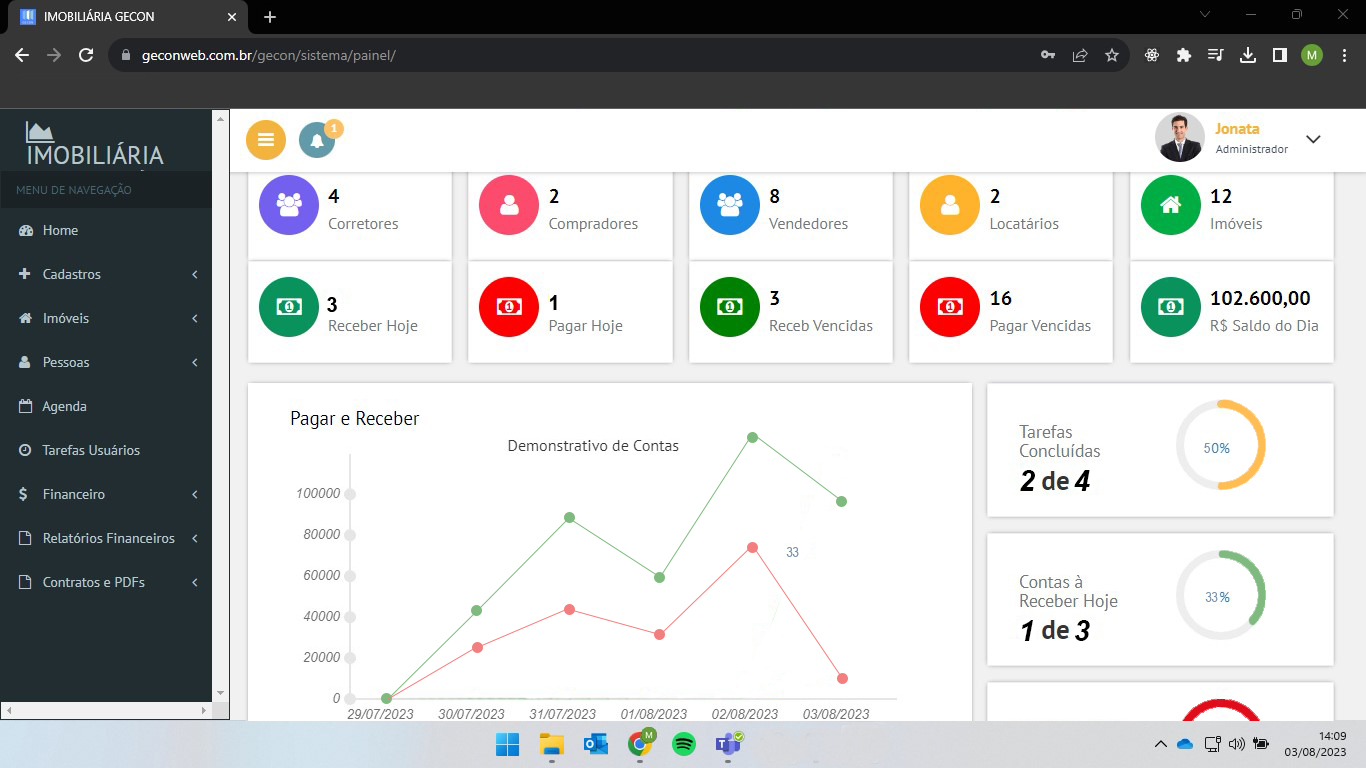 IMOBILIÁRIA GECON
geconweb.com.br/gecon/sistema/painel/
M
IMOBILIÁRIA
MENU DE NAVEGAÇÃO
Home
Cadastros
Imóveis
Pessoas
Agenda
Tarefas Usuários
Financeiro
Relatórios Financeiros
Contratos e PDFs
1
Jonata
Administrador
4
Corretores
2
Compradores
8
Vendedores
2
Locatários
12
Imóveis
3
Receber Hoje
1
Pagar Hoje
3
Receb Vencidas
16
Pagar Vencidas
102.600,00
R$ Saldo do Dia
Pagar e Receber
Demonstrativo de Contas
100000
80000
60000
40000
20000
0
33
29/07/2023 30/07/2023 31/07/2023 01/08/2023 02/08/2023 03/08/2023
Tarefas
Concluídas
2 de 4
50%
Contas à
Receber Hoje
1 de 3
33%
14:09
03/08/2023